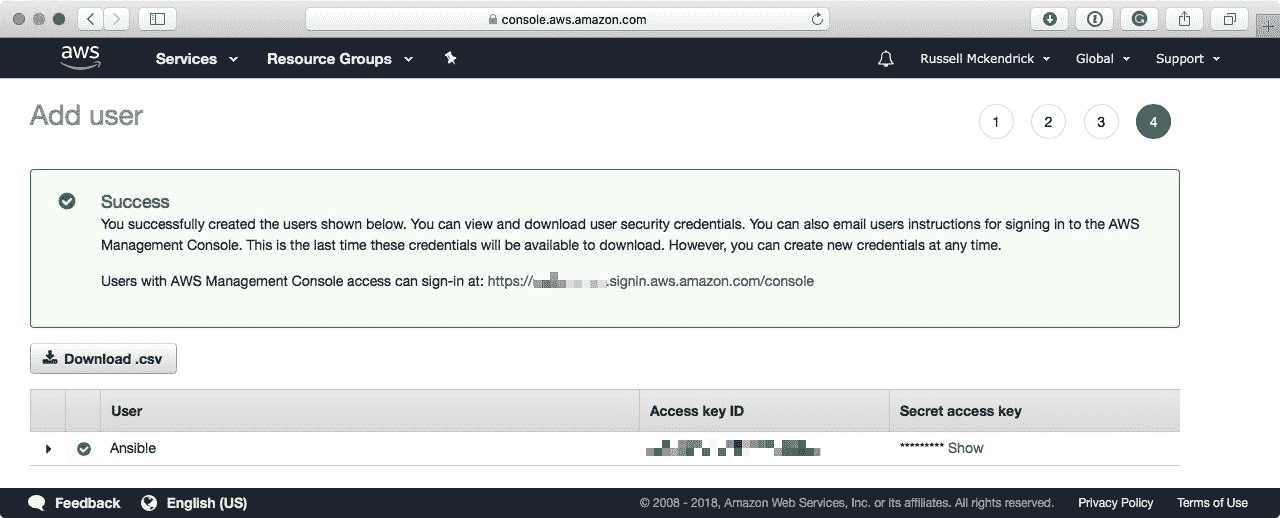 console.aws.amazon.com
aws Services Resource Groups Russell Mckendrick Global Support
Add user
1 2 3 4
Success
You successfully created the users shown below. You can view and download user security credentials. You can also email users instructions for signing in to the AWS
Management Console. This is the last time these credentials will be available to download. However, you can create new credentials at any time.
Users with AWS Management Console access can sign-in at: https:// .signin.aws.amazon.com/console
Download .csv
User Access key ID Secret access key
Ansible ********* Show
Feedback English (US) © 2008 - 2018, Amazon Web Services, Inc. or its affiliates. All rights reserved. Privacy Policy Terms of Use